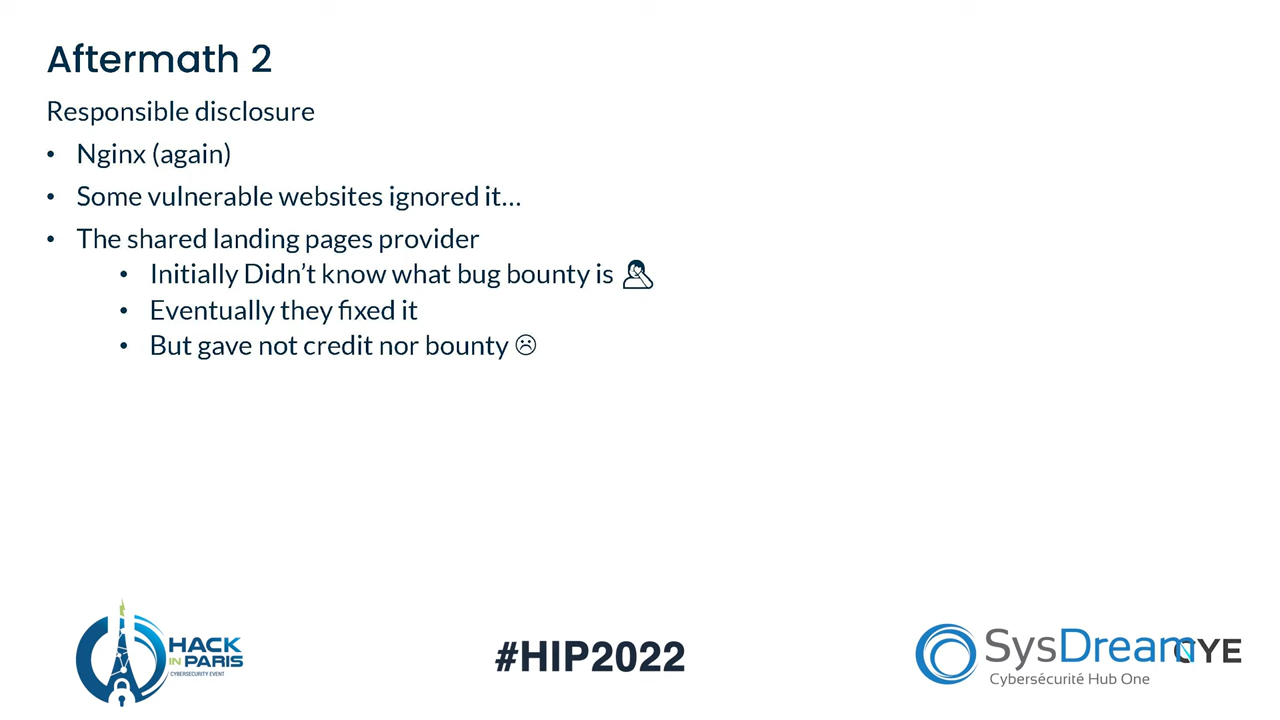 Aftermath 2
Responsible disclosure
• Nginx (again)
• Some vulnerable websites ignored it…
• The shared landing pages provider
• Initially Didn't know what bug bounty is
• Eventually they fixed it
• But gave not credit nor bounty ☹
HACK
IN PARIS
CYBERSECURITY EVENT
#HIP2022
SysDream
CYE
Cybersécurité Hub One